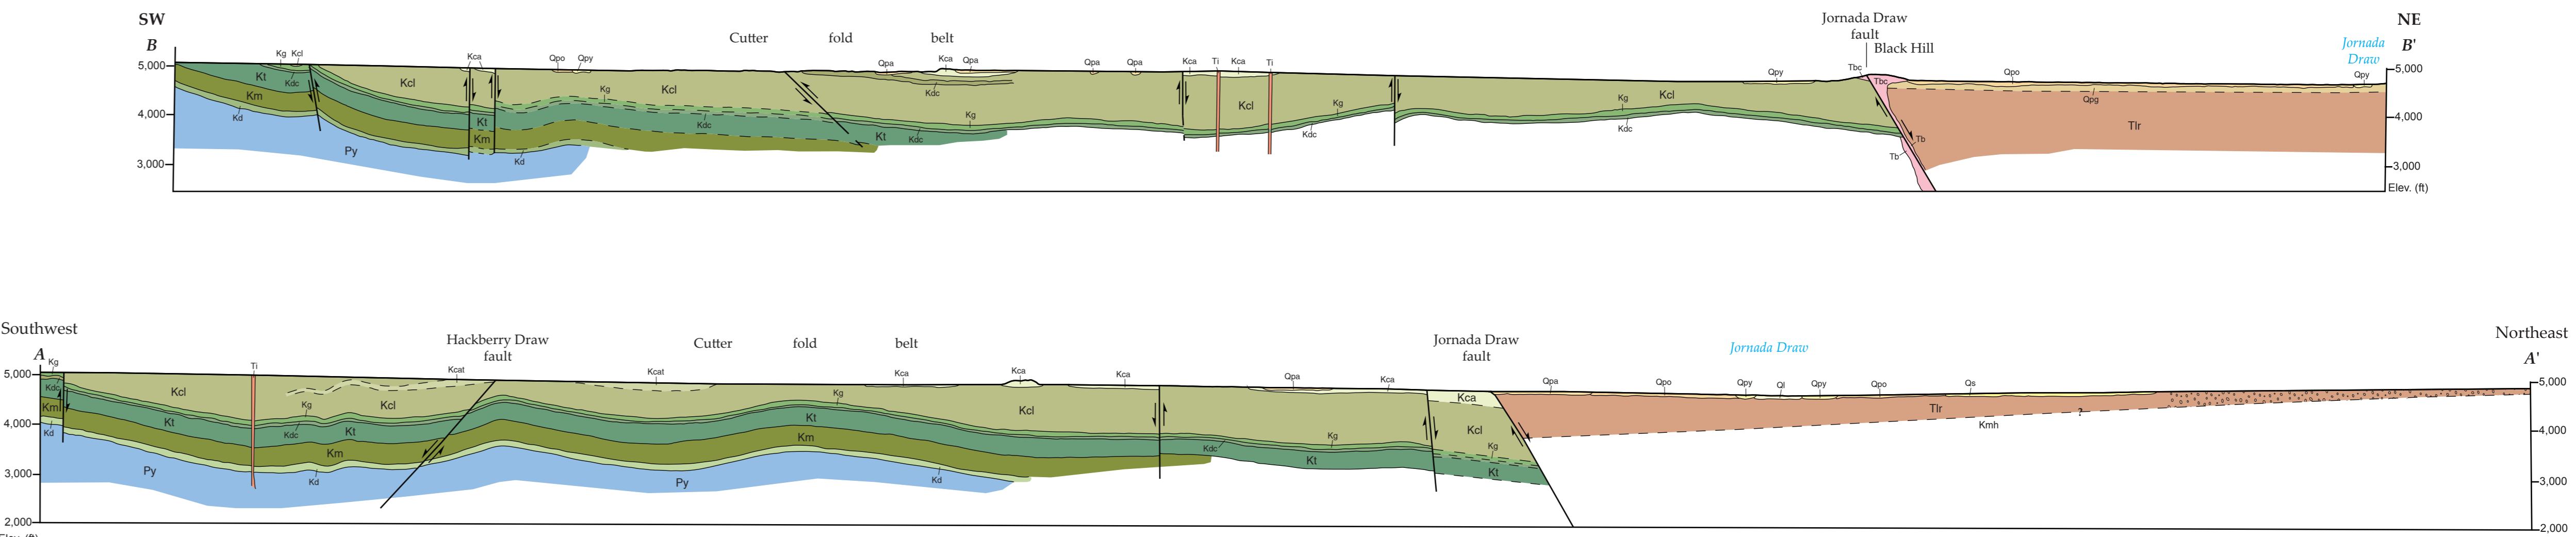 SW
B
Cutter fold belt
Jornada Draw
fault
Black Hill
NE
Jornada
Draw
B'
Kg Kcl Kca Qpo Qpy Qpa Kca Qpa Qpa Qpa Kca Ti Kca Ti Qpy Tbc Qpo Qpy
5,000 5,000
Kt Kdc Kcl Kcl Kg Kdc Kcl Kg Kg Kcl Tbc Qpg
Km
4,000 4,000
Kd Kt Kdc Kg Kdc Kdc Tlr
Km Kt Kdc Tb
3,000 Py Kd Tb 3,000
Elev. (ft)
Southwest
A
Hackberry Draw
fault
Cutter fold belt
Jornada Draw
fault
Jornada Draw
Northeast
A'
Kg Ti Kcat Kcat Kca Kca Kca Qpa Kca Qpa Qpo Qpy Ql Qpy Qpo Qs
5,000 5,000
Kdc Kcl Kg Kcl Kg Kcl Kca
Km Kt Kdc Kt Kt Tlr ?
4,000 4,000
Kd Km Km Kdc Kg Kcl Kg Kmh
3,000 Py Kd Py Kd Kt Kt 3,000
2,000 2,000
Elev. (ft)